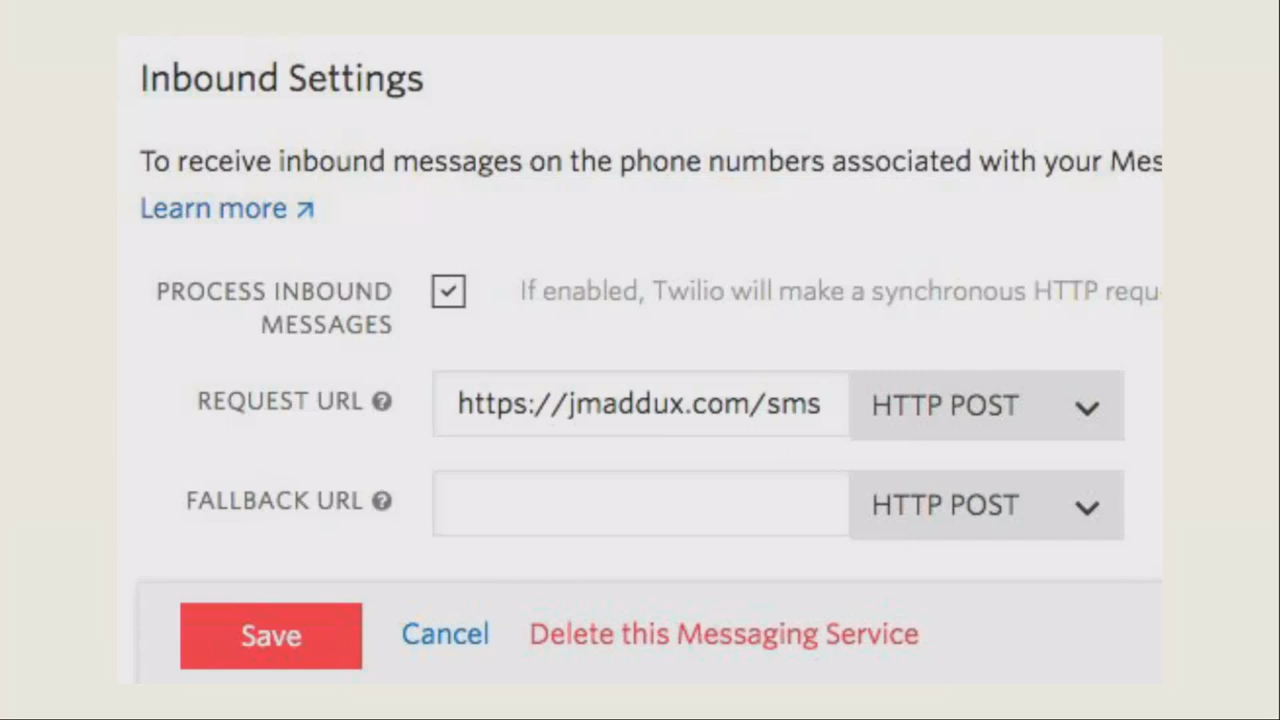 Inbound Settings
To receive inbound messages on the phone numbers associated with your Mes
Learn more
PROCESS INBOUND
MESSAGES
If enabled, Twilio will make a synchronous HTTP requ
REQUEST URL
https://jmaddux.com/sms
HTTP POST
FALLBACK URL
HTTP POST
Save
Cancel
Delete this Messaging Service